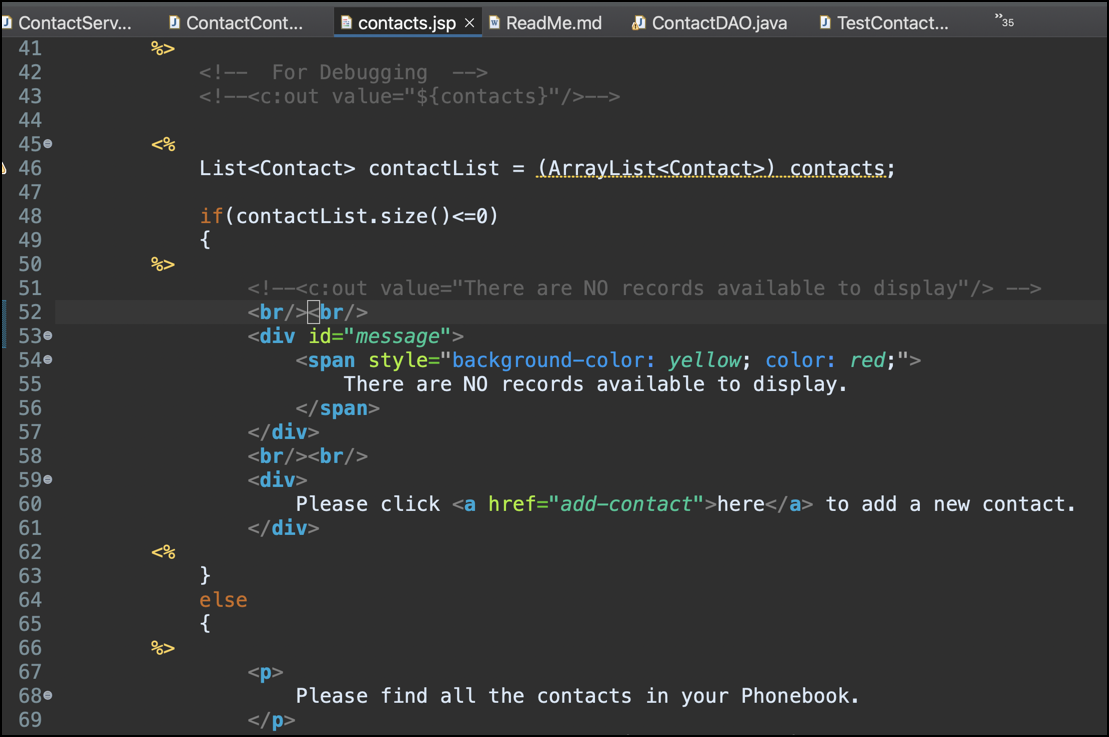 ContactServ... ContactCont... contacts.jsp × ReadMe.md ContactDAO.java TestContact... »35
41 %>
42 <!--  For Debugging  -->
43 <!--<c:out value="${contacts}"/>-->
44
45 <%
46 List<Contact> contactList = (ArrayList<Contact>) contacts;
47
48 if(contactList.size()<=0)
49 {
50 %>
51 <!--<c:out value="There are NO records available to display"/> -->
52 <br/><br/>
53 <div id="message">
54 <span style="background-color: yellow; color: red;">
55 There are NO records available to display.
56 </span>
57 </div>
58 <br/><br/>
59 <div>
60 Please click <a href="add-contact">here</a> to add a new contact.
61 </div>
62 <%
63 }
64 else
65 {
66 %>
67 <p>
68 Please find all the contacts in your Phonebook.
69 </p>